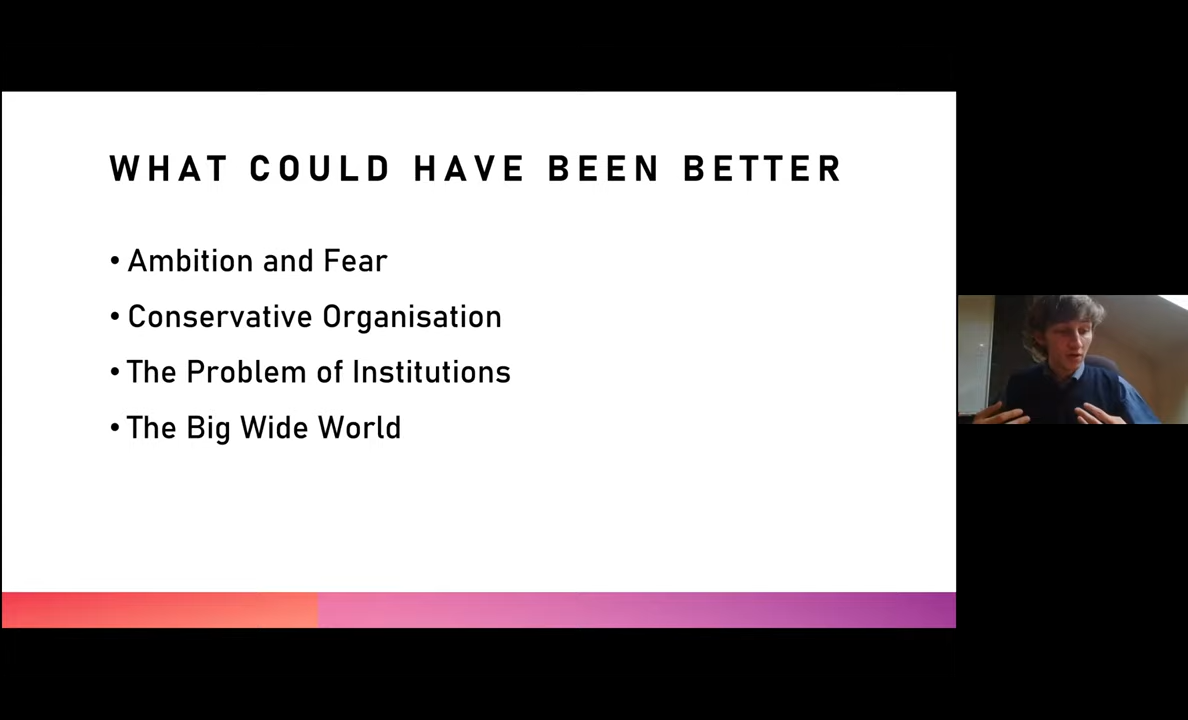 WHAT COULD HAVE BEEN BETTER
• Ambition and Fear
• Conservative Organisation
• The Problem of Institutions
• The Big Wide World